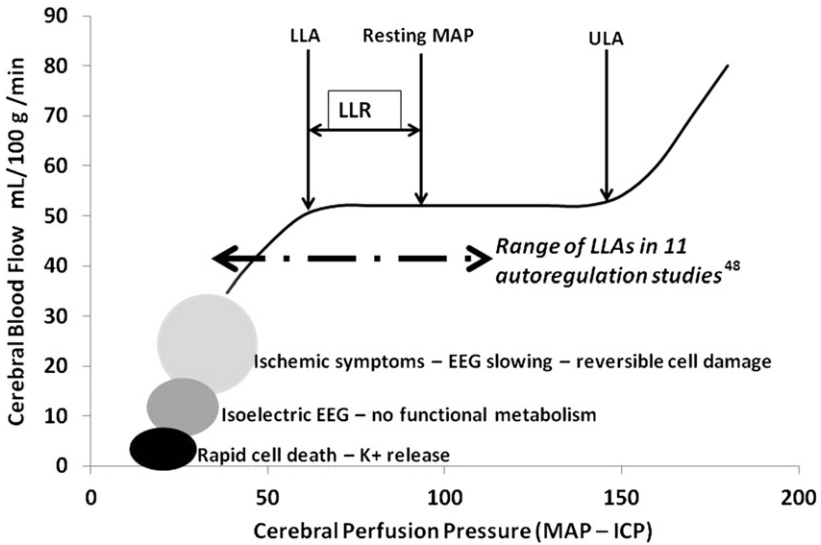 90
80
70
60
50
40
30
20
10
0
Cerebral Blood Flow mL/100 g /min
LLA
Resting MAP
ULA
LLR
Range of LLAs in 11
autoregulation studies48
Ischemic symptoms – EEG slowing – reversible cell damage
Isoelectric EEG – no functional metabolism
Rapid cell death – K+ release
0 50 100 150 200
Cerebral Perfusion Pressure (MAP – ICP)